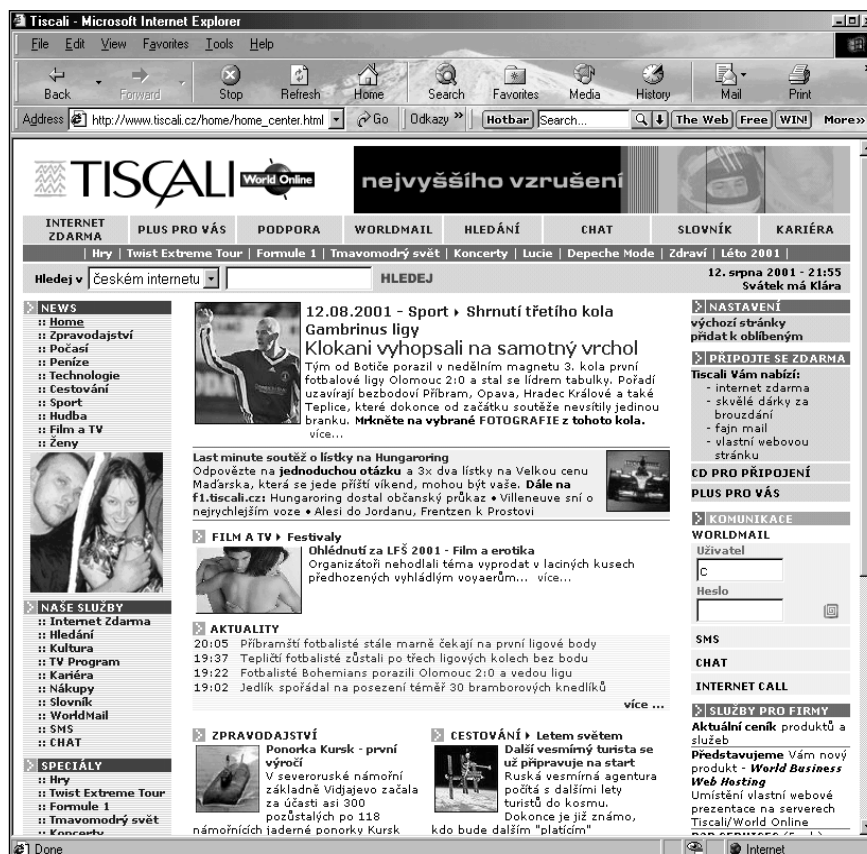 Tiscali - Microsoft Internet Explorer
File Edit View Favorites Tools Help
Back Forward Stop Refresh Home Search Favorites Media History Mail Print
Address http://www.tiscali.cz/home/home_center.html Go Odkazy » Hotbar Search... The Web Free WIN! More»
TISCALI World Online
nejvyššího vzrušení
INTERNET ZDARMA PLUS PRO VÁS PODPORA WORLDMAIL HLEDÁNÍ CHAT SLOVNÍK KARIÉRA
| Hry | Twist Extreme Tour | Formule 1 | Tmavomodrý svět | Koncerty | Lucie | Depeche Mode | Zdraví | Léto 2001 |
Hledej v českém internetu HLEDEJ
12. srpna 2001 - 21:55
Svátek má Klára
NEWS
:: Home
:: Zpravodajství
:: Počasí
:: Peníze
:: Technologie
:: Cestování
:: Sport
:: Hudba
:: Film a TV
:: Ženy
NAŠE SLUŽBY
:: Internet Zdarma
:: Hledání
:: Kultura
:: TV Program
:: Kariéra
:: Nákupy
:: Slovník
:: WorldMail
:: SMS
:: CHAT
SPECIÁLY
:: Hry
:: Twist Extreme Tour
:: Formule 1
:: Tmavomodrý svět
:: Koncerty
12.08.2001 - Sport Shrnutí třetího kola
Gambrinus ligy
Klokani vyhopsali na samotný vrchol
Tým od Botiče porazil v nedělním magnetu 3. kola první
fotbalové ligy Olomouc 2:0 a stal se lídrem tabulky. Pořadí
uzavírají bezbodoví Příbram, Opava, Hradec Králové a také
Teplice, které dokonce od začátku soutěže nevsítily jedinou
branku. Mrkněte na vybrané FOTOGRAFIE z tohoto kola.
více...
Last minute soutěž o lístky na Hungaroring
Odpovězte na jednoduchou otázku a 3x dva lístky na Velkou cenu
Maďarska, která se jede příští víkend, mohou být vaše. Dále na
f1.tiscali.cz: Hungaroring dostal občanský průkaz • Villeneuve sní o
nejrychlejším voze • Alesi do Jordanu, Frentzen k Prostovi
FILM A TV Festivaly
Ohlédnutí za LFŠ 2001 - Film a erotika
Organizátoři nehodlali téma vyprodat v laciných kusech
předhozených vyhládlým voyaerům... více...
AKTUALITY
20:05 Příbramští fotbalisté stále marně čekají na první ligové body
19:37 Tepličtí fotbalisté zůstali po třech ligových kolech bez bodu
19:22 Fotbalisté Bohemians porazili Olomouc 2:0 a vedou ligu
19:02 Jedlík spořádal na posezení téměř 30 bramborových knedlíků
více ...
ZPRAVODAJSTVÍ
Ponorka Kursk - první
výročí
V severoruské námořní
základně Vidjajevo začala
za účasti asi 300
pozůstalých po 118
námořnících jaderné ponorky Kursk
CESTOVÁNÍ Letem světem
Další vesmírný turista se
už připravuje na start
Ruská vesmírná agentura
počítá s dalšími lety
turistů do kosmu.
Dokonce je již známo,
kdo bude dalším "platícím"
NASTAVENÍ
výchozí stránky
přidat k oblíbeným
PŘIPOJTE SE ZDARMA
Tiscali Vám nabízí:
- internet zdarma
- skvělé dárky za
brouzdání
- fajn mail
- vlastní webovou
stránku
CD PRO PŘIPOJENÍ
PLUS PRO VÁS
KOMUNIKACE
WORLDMAIL
Uživatel
C
Heslo
SMS
CHAT
INTERNET CALL
SLUŽBY PRO FIRMY
Aktuální ceník produktů a
služeb
Představujeme Vám nový
produkt - World Business
Web Hosting
Umístění vlastní webové
prezentace na serverech
Tiscali/World Online
Done Internet